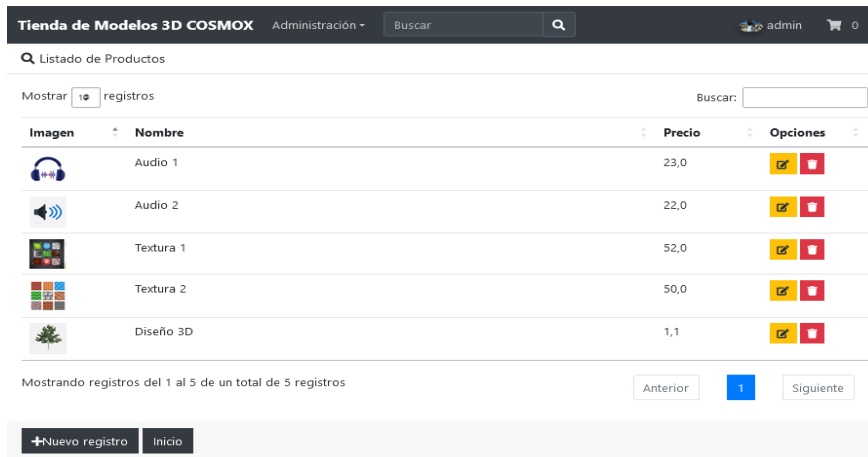 Tienda de Modelos 3D COSMOX Administración Buscar admin 0
Listado de Productos
Mostrar registros Buscar:
Imagen Nombre Precio Opciones
Audio 1 23,0
Audio 2 22,0
Textura 1 52,0
Textura 2 50,0
Diseño 3D 1,1
Mostrando registros del 1 al 5 de un total de 5 registros Anterior 1 Siguiente
Nuevo registro Inicio